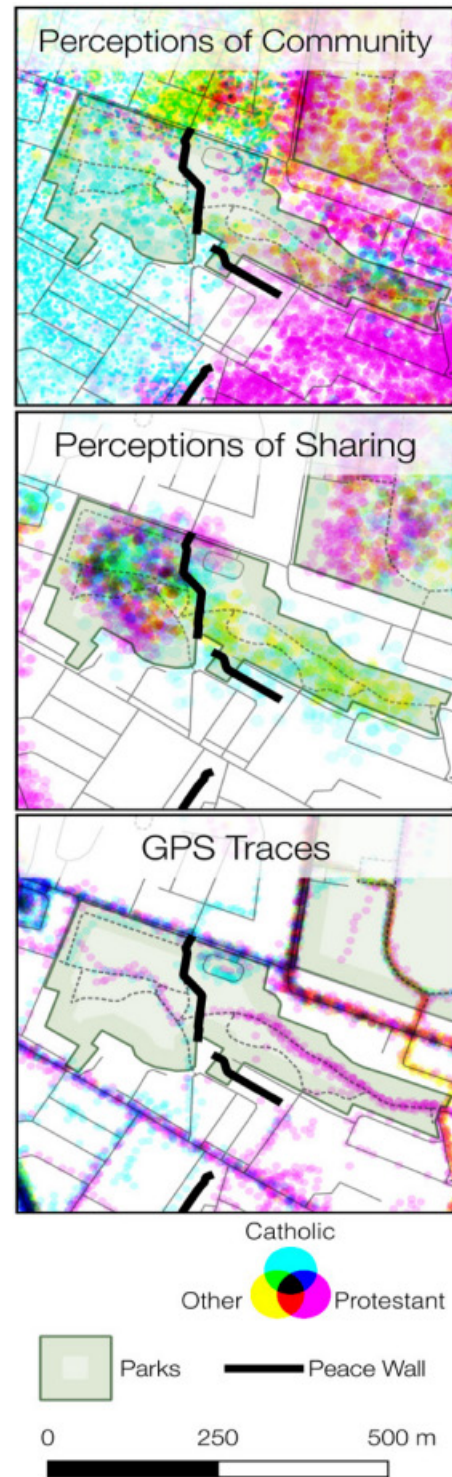 Perceptions of Community
Perceptions of Sharing
GPS Traces
Catholic
Other Protestant
Parks Peace Wall
0 250 500 m